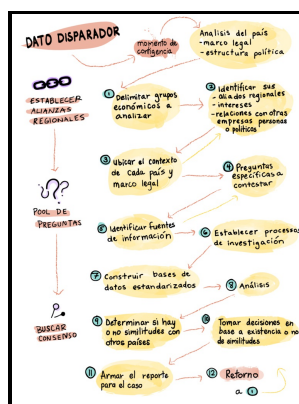 DATO DISPARADOR
momento de
contigencia
Analisis del país
- marco legal
- estructura política
ESTABLECER
ALIANZAS
REGIONALES
1 Delimitar grupos
económicos a
analizar
2 Identificar sus
- aliados regionales
- intereses
- relaciones con otras
empresas personas
o políticos
3 Ubicar el contexto
de cada país y
marco legal
4 Preguntas
específicas a
contestar
POOL DE
PREGUNTAS
5 Identificar fuentes
de información
6 Establecer procesos
de investigación
7 Construir bases de
datos estandarizados
8 Análisis
BUSCAR
CONSENSO
9 Determinar si hay
o no similitudes con
otros países
10 Tomar decisiones en
base a existencia o no
de similitudes
11 Armar el reporte
para el caso
12 Retorno
a 1